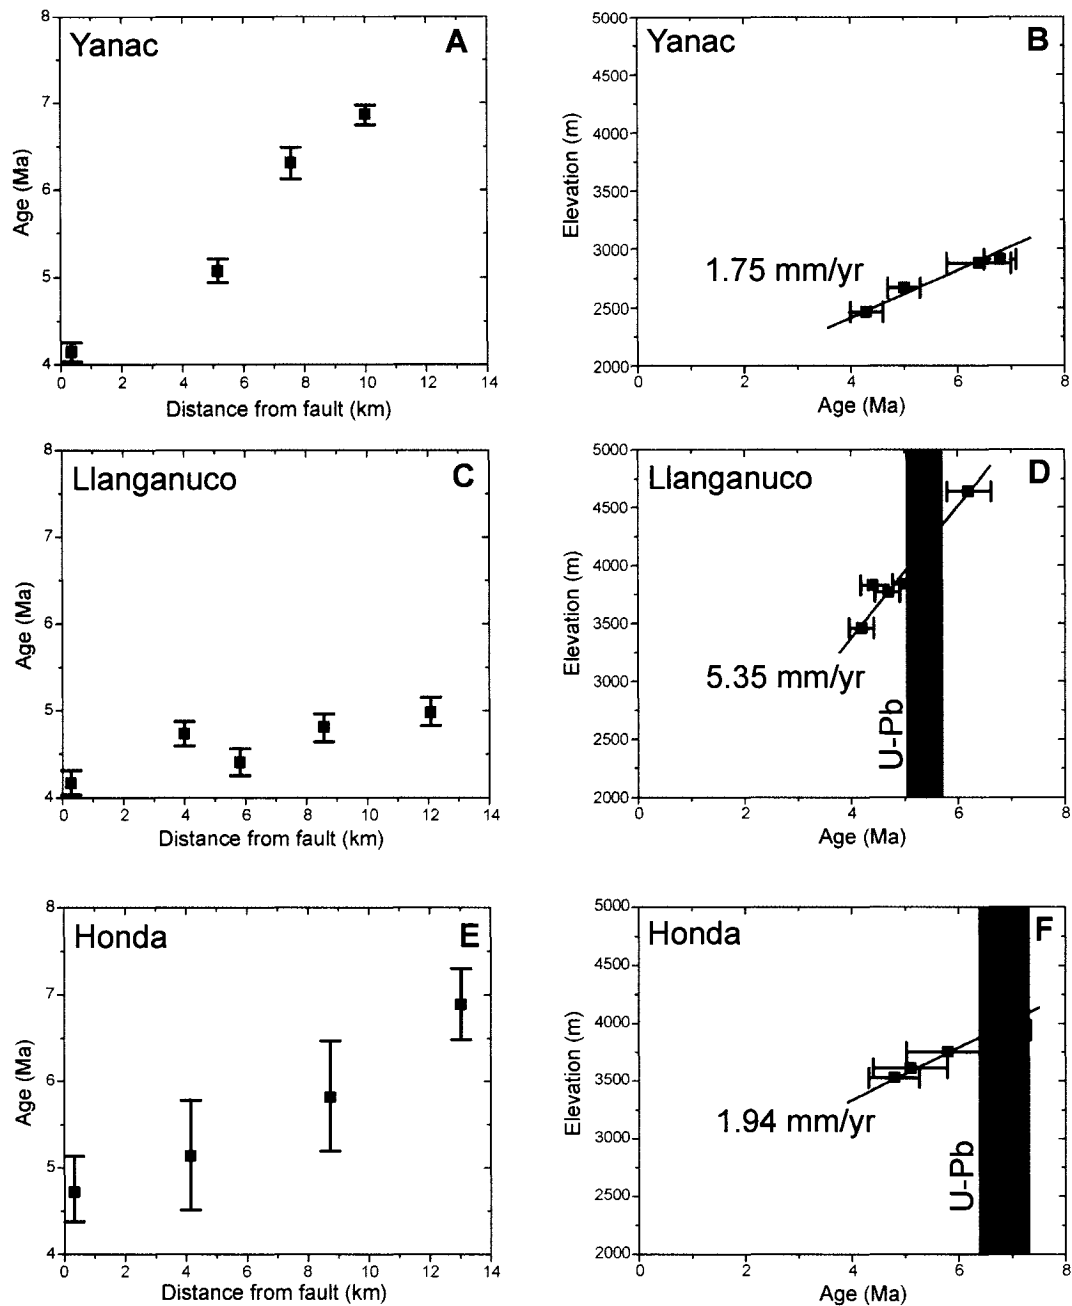 Yanac
A
8
7
6
5
4
Age (Ma)
0 2 4 6 8 10 12 14
Distance from fault (km)
Yanac
B
5000
4500
4000
3500
3000
2500
2000
Elevation (m)
1.75 mm/yr
0 2 4 6 8
Age (Ma)
Llanganuco
C
8
7
6
5
4
Age (Ma)
0 2 4 6 8 10 12 14
Distance from fault (km)
Llanganuco
D
5000
4500
4000
3500
3000
2500
2000
Elevation (m)
5.35 mm/yr
U-Pb
0 2 4 6 8
Age (Ma)
Honda
E
8
7
6
5
4
Age (Ma)
0 2 4 6 8 10 12 14
Distance from fault (km)
Honda
F
5000
4500
4000
3500
3000
2500
2000
Elevation (m)
1.94 mm/yr
U-Pb
0 2 4 6 8
Age (Ma)